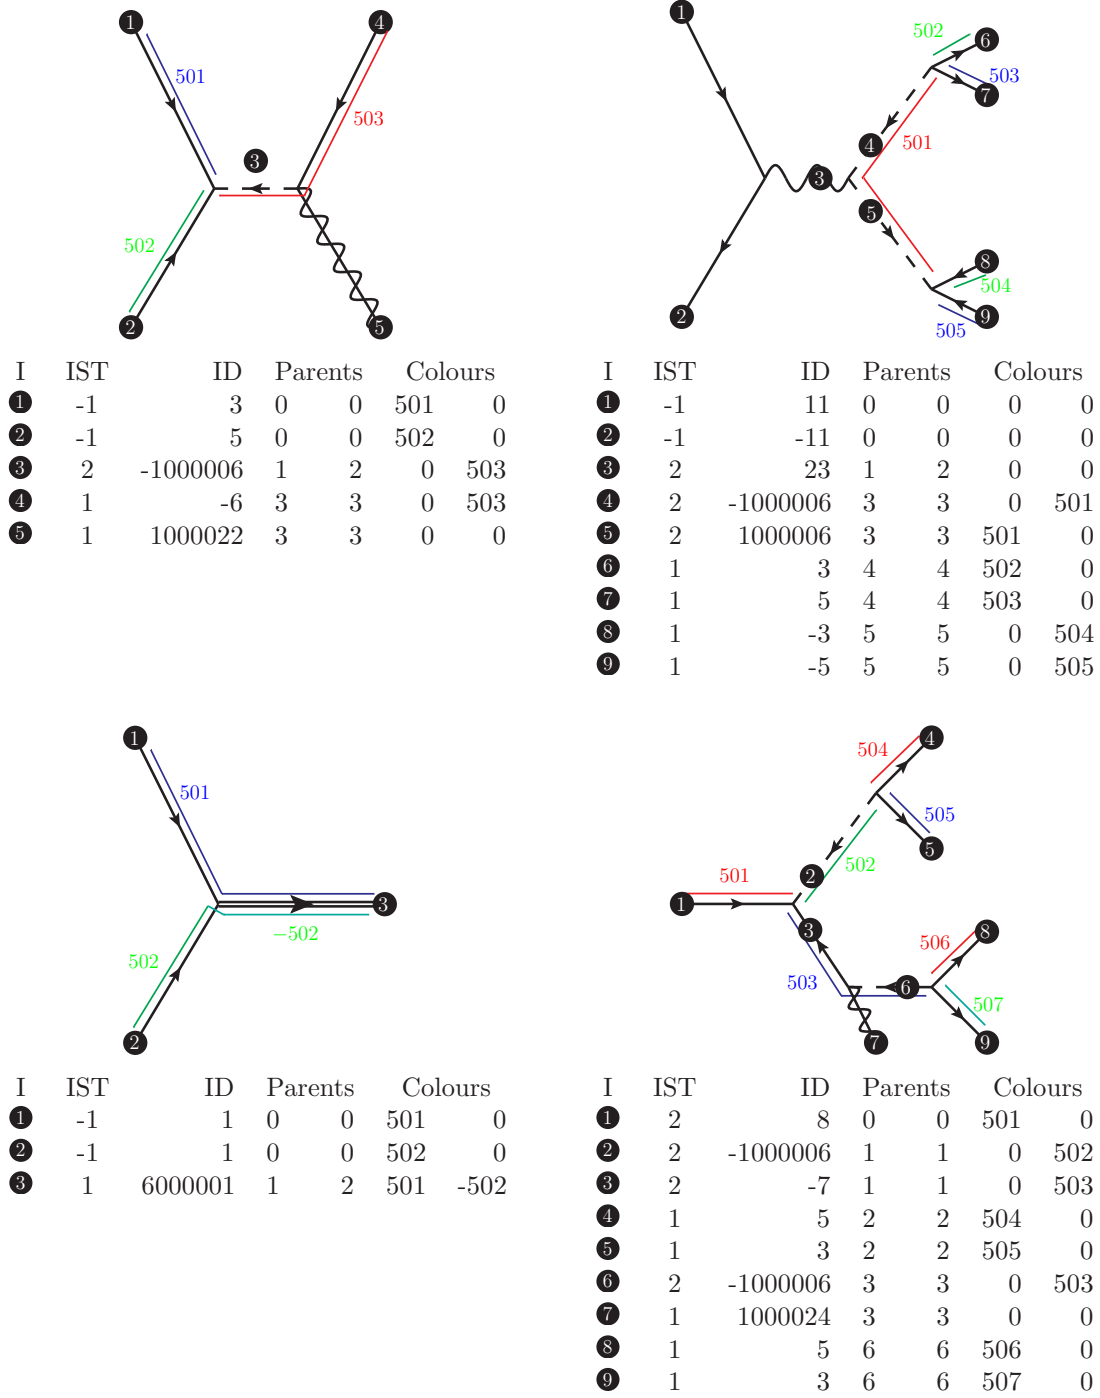 1 4
501
503
3
502
2 5
I IST ID Parents Colours
1 -1 3 0 0 501 0
2 -1 5 0 0 502 0
3 2 -1000006 1 2 0 503
4 1 -6 3 3 0 503
5 1 1000022 3 3 0 0
1
502
6
503
7
4 501
3
5
8
504
9
2 505
I IST ID Parents Colours
1 -1 11 0 0 0 0
2 -1 -11 0 0 0 0
3 2 23 1 2 0 0
4 2 -1000006 3 3 0 501
5 2 1000006 3 3 501 0
6 1 3 4 4 502 0
7 1 5 4 4 503 0
8 1 -3 5 5 0 504
9 1 -5 5 5 0 505
1
501
3
−502
502
2
I IST ID Parents Colours
1 -1 1 0 0 501 0
2 -1 1 0 0 502 0
3 1 6000001 1 2 501 -502
4
504
505
5
2 502
501
1
3
8
506
503 6
507
7 9
I IST ID Parents Colours
1 2 8 0 0 501 0
2 2 -1000006 1 1 0 502
3 2 -7 1 1 0 503
4 1 5 2 2 504 0
5 1 3 2 2 505 0
6 2 -1000006 3 3 0 503
7 1 1000024 3 3 0 0
8 1 5 6 6 506 0
9 1 3 6 6 507 0